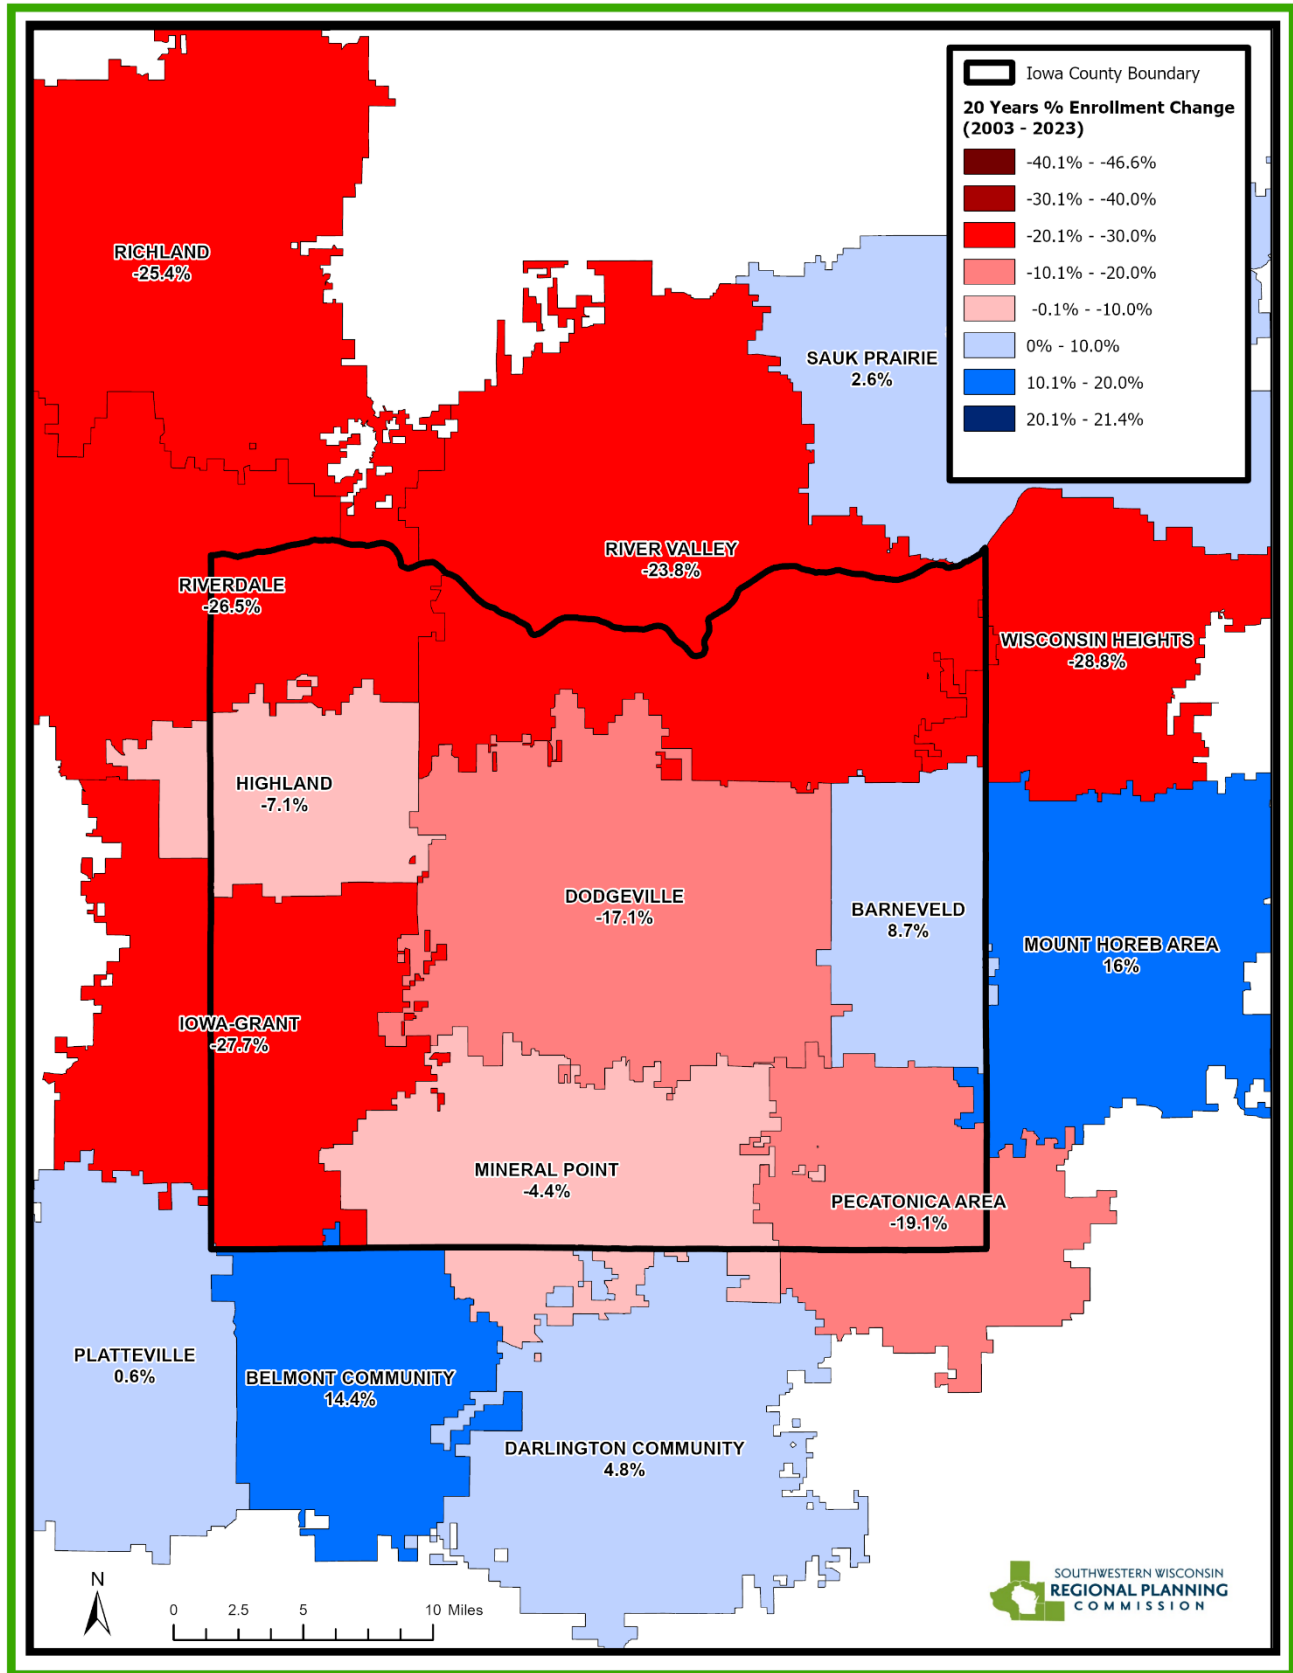 Iowa County Boundary
20 Years % Enrollment Change
(2003 - 2023)
-40.1% - -46.6%
-30.1% - -40.0%
-20.1% - -30.0%
-10.1% - -20.0%
-0.1% - -10.0%
0% - 10.0%
10.1% - 20.0%
20.1% - 21.4%
RICHLAND
-25.4%
SAUK PRAIRIE
2.6%
RIVER VALLEY
-23.8%
RIVERDALE
-26.5%
WISCONSIN HEIGHTS
-28.8%
HIGHLAND
-7.1%
DODGEVILLE
-17.1%
BARNEVELD
8.7%
MOUNT HOREB AREA
16%
IOWA-GRANT
-27.7%
MINERAL POINT
-4.4%
PECATONICA AREA
-19.1%
PLATTEVILLE
0.6%
BELMONT COMMUNITY
14.4%
DARLINGTON COMMUNITY
4.8%
N
0 2.5 5 10 Miles
SOUTHWESTERN WISCONSIN
REGIONAL PLANNING
COMMISSION